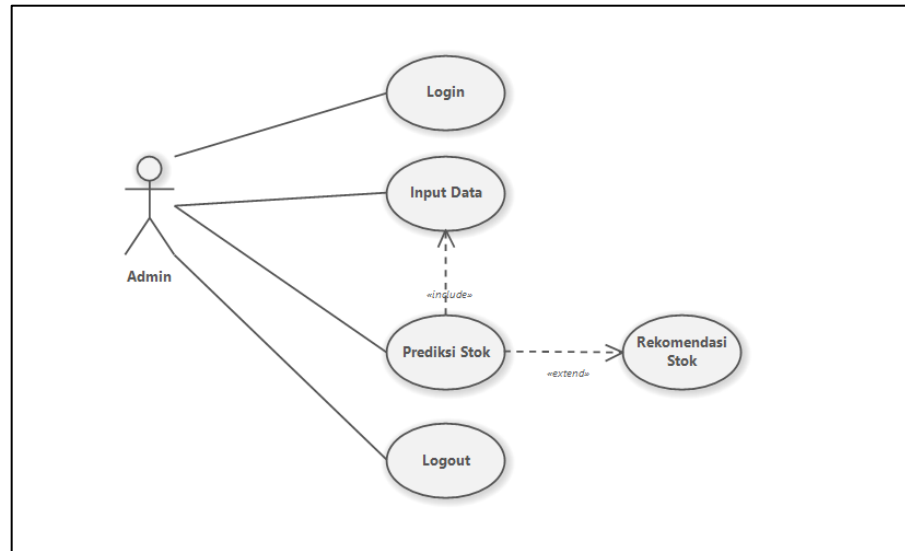 Login
Input Data
Admin
«include»
Prediksi Stok
«extend»
Rekomendasi
Stok
Logout